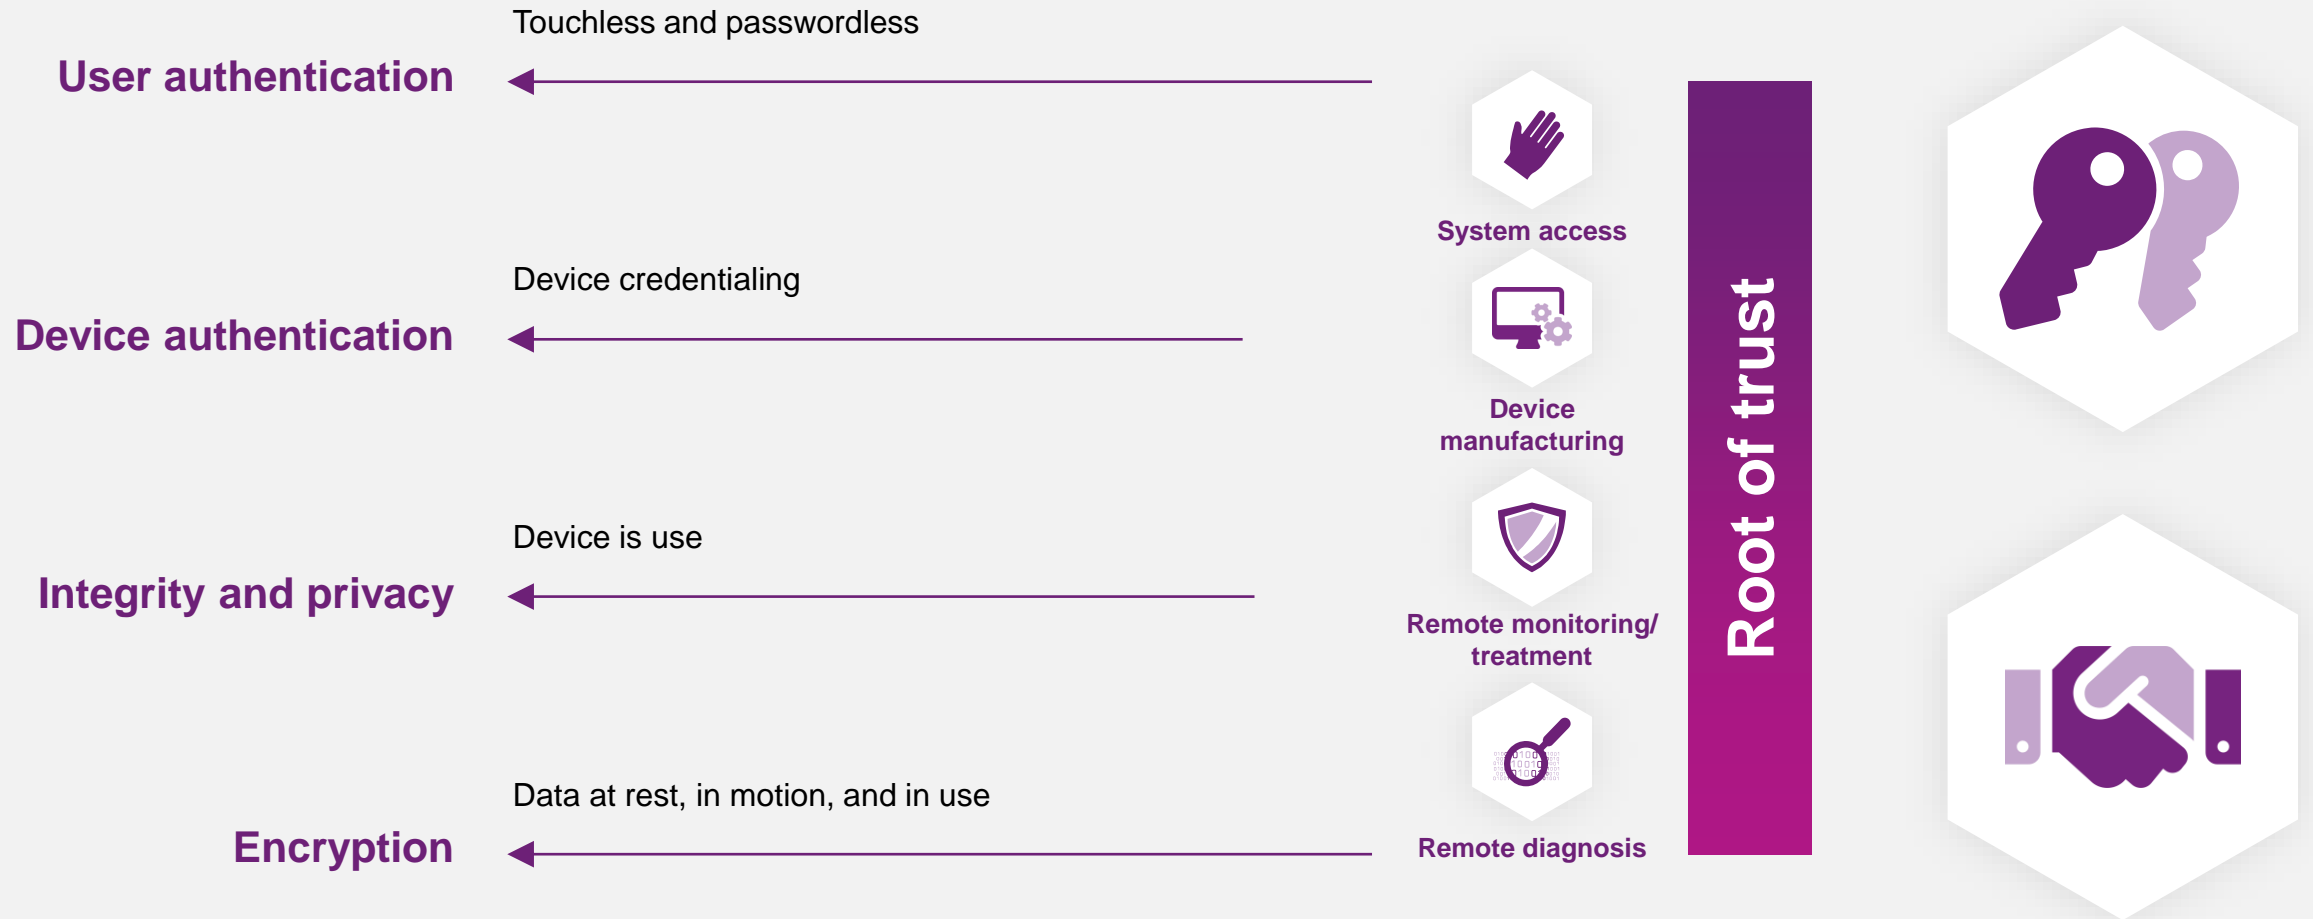 Touchless and passwordless
User authentication
System access
Device credentialing
Device authentication
Device
manufacturing
Root of trust
Device is use
Integrity and privacy
Remote monitoring/
treatment
Data at rest, in motion, and in use
Encryption
Remote diagnosis